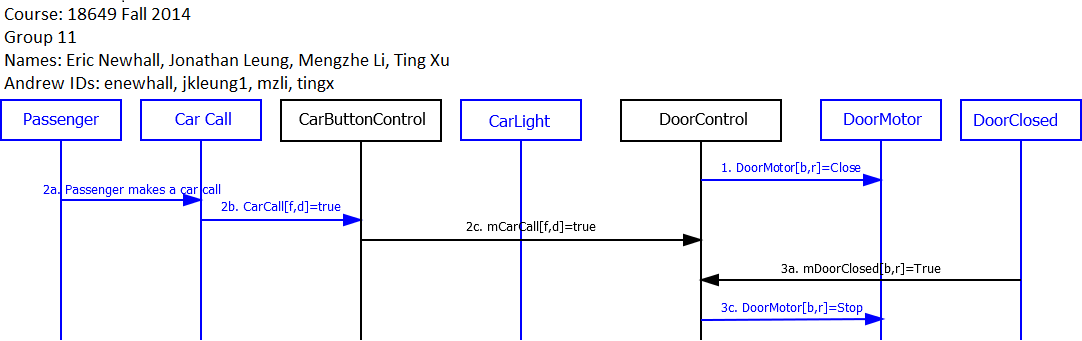 Course: 18649 Fall 2014
Group 11
Names: Eric Newhall, Jonathan Leung, Mengzhe Li, Ting Xu
Andrew IDs: enewhall, jkleung1, mzli, tingx
Passenger
Car Call
CarButtonControl
CarLight
DoorControl
DoorMotor
DoorClosed
1. DoorMotor[b,r]=Close
2a. Passenger makes a car call
2b. CarCall[f,d]=true
2c. mCarCall[f,d]=true
3a. mDoorClosed[b,r]=True
3c. DoorMotor[b,r]=Stop